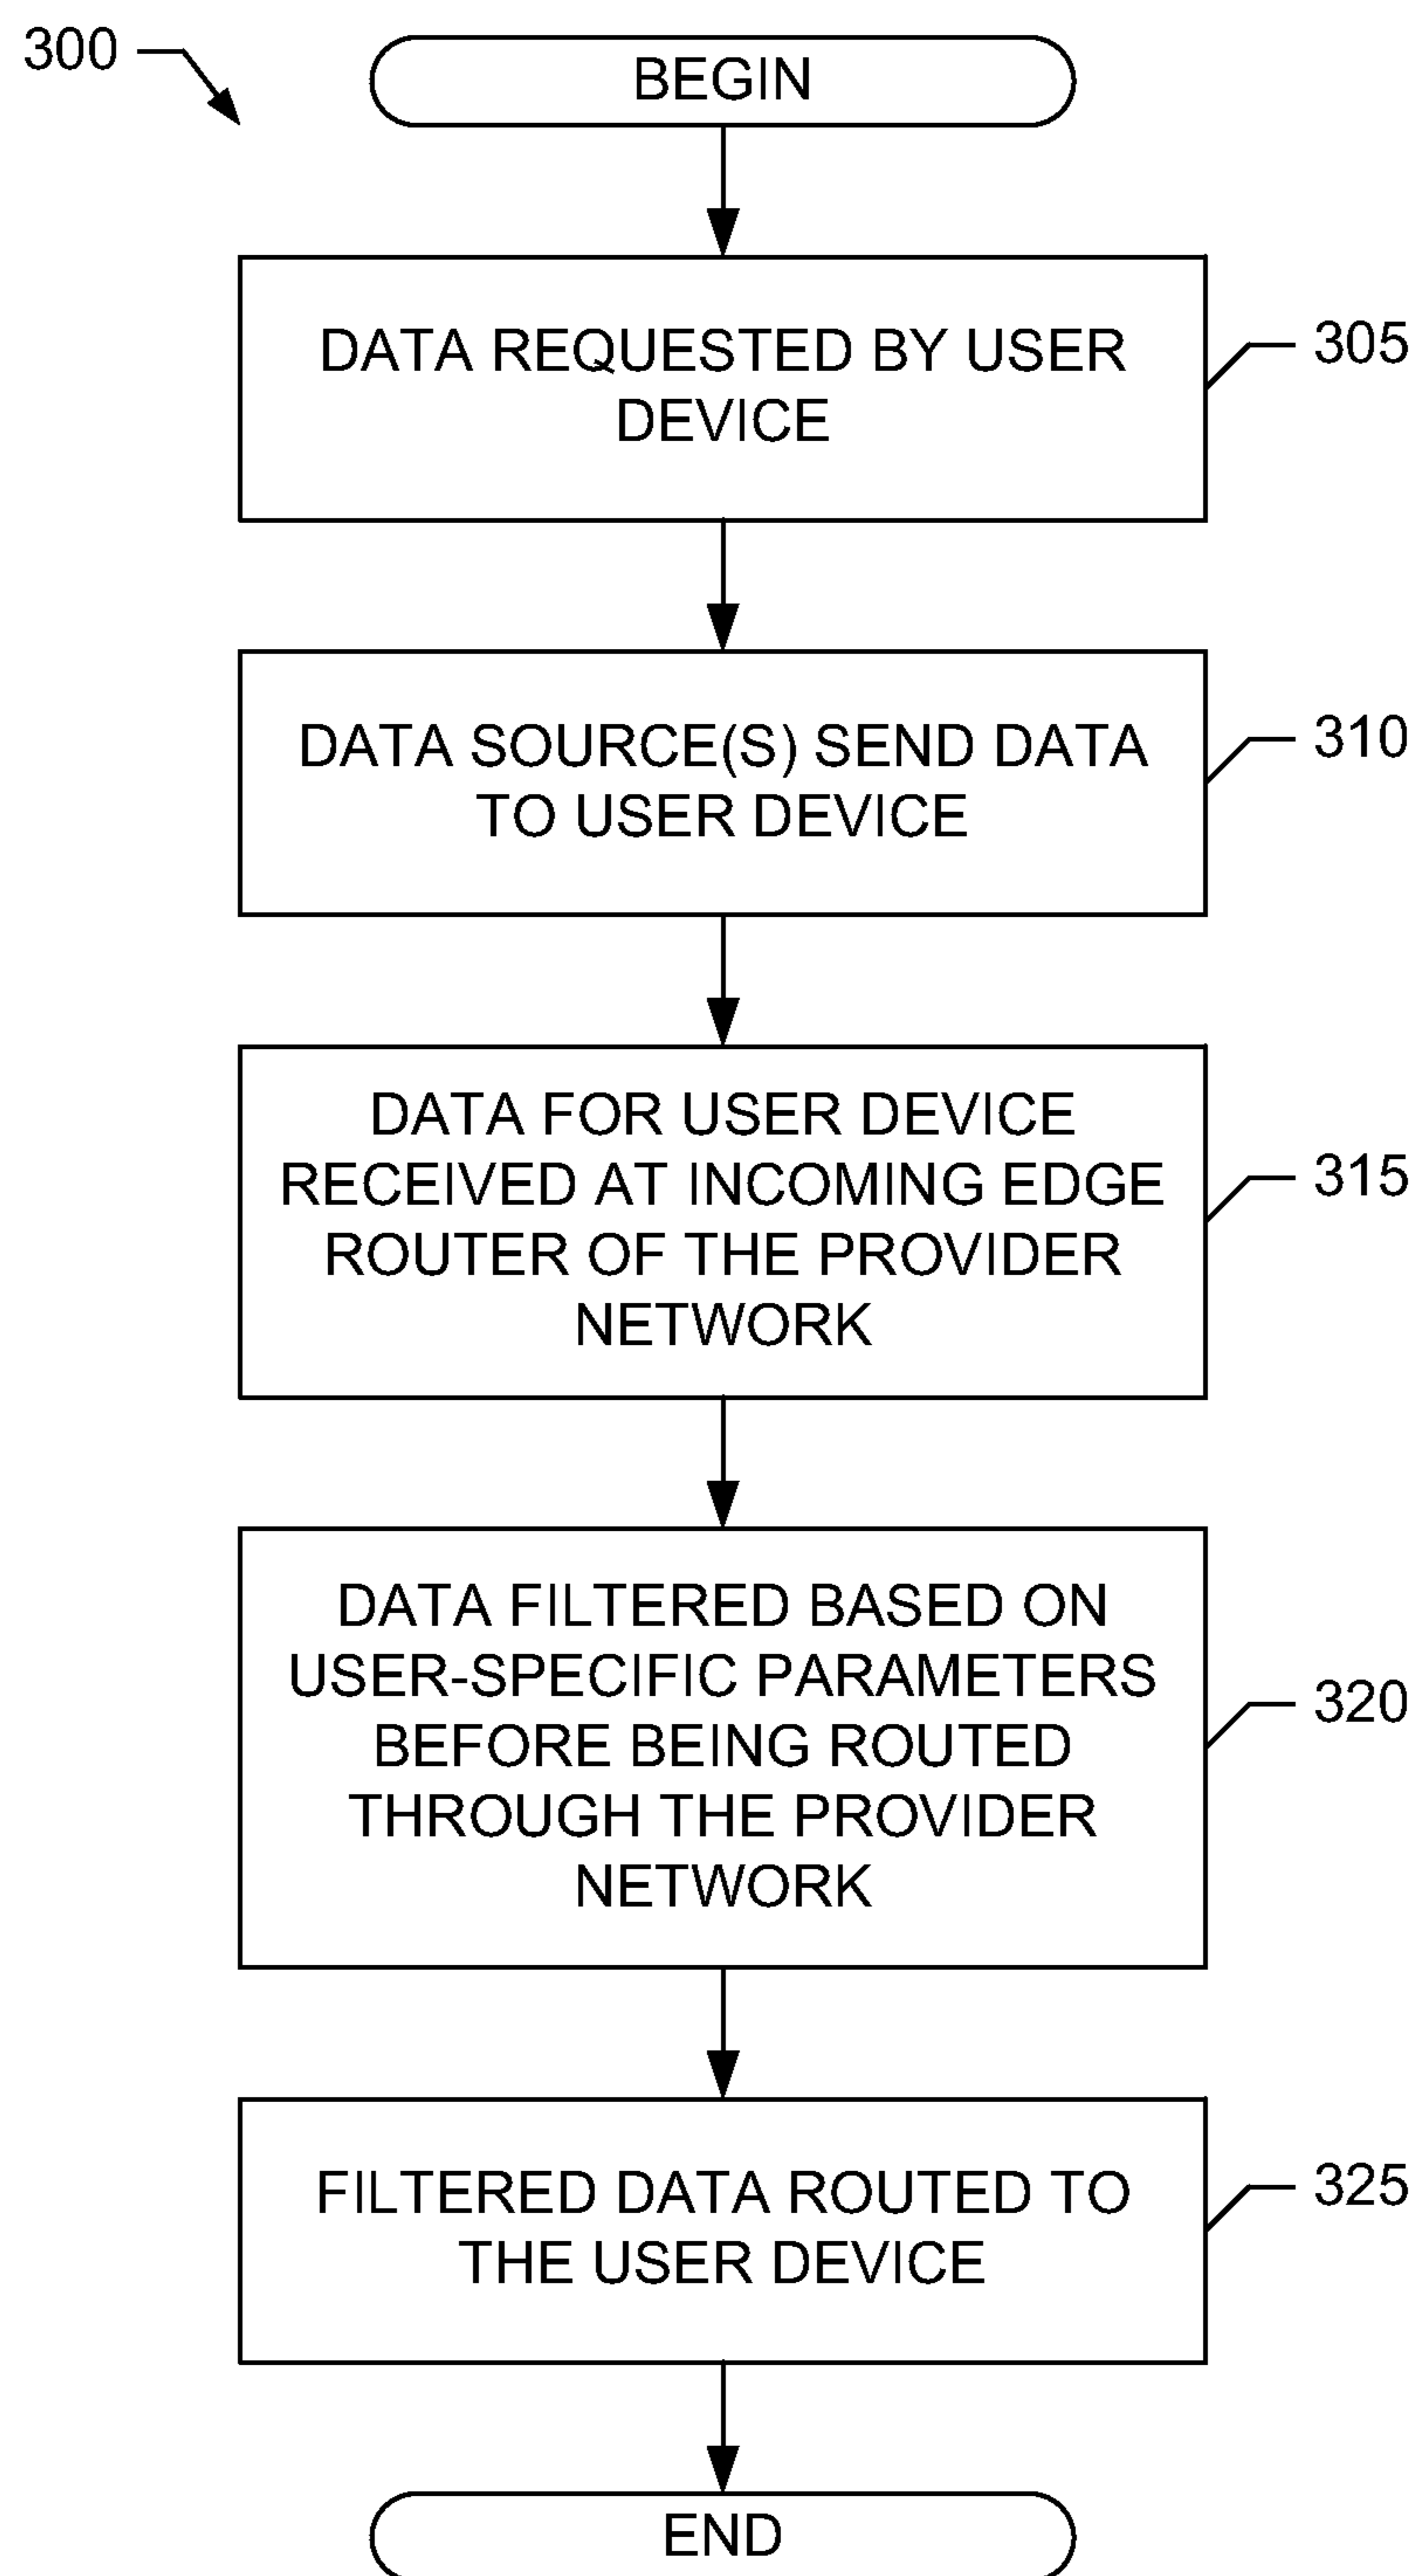 300
BEGIN
DATA REQUESTED BY USER
DEVICE
305
DATA SOURCE(S) SEND DATA
TO USER DEVICE
310
DATA FOR USER DEVICE
RECEIVED AT INCOMING EDGE
ROUTER OF THE PROVIDER
NETWORK
315
DATA FILTERED BASED ON
USER-SPECIFIC PARAMETERS
BEFORE BEING ROUTED
THROUGH THE PROVIDER
NETWORK
320
FILTERED DATA ROUTED TO
THE USER DEVICE
325
END